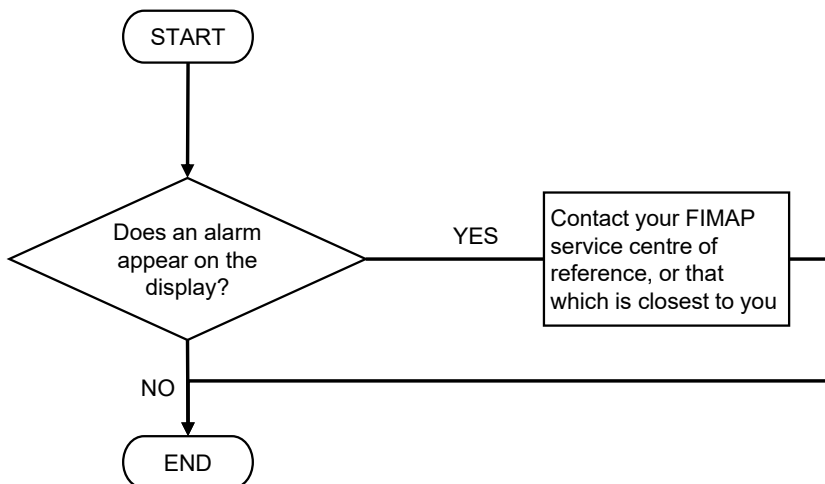 START
Does an alarm
appear on the
display?
YES
Contact your FIMAP
service centre of
reference, or that
which is closest to you
NO
END